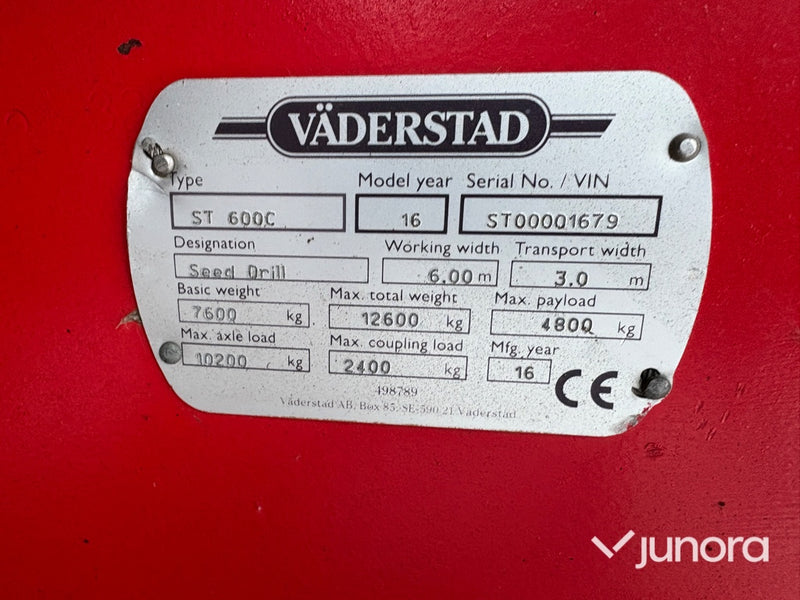 VÄDERSTAD
Type Model year Serial No. / VIN
ST 600C 16 ST00001679
Designation Working width Transport width
Seed Drill 6.00 m 3.0 m
Basic weight Max. total weight Max. payload
7600 kg 12600 kg 4800 kg
Max. axle load Max. coupling load Mfg. year
10200 kg 2400 kg 16 CE
498789
Väderstad AB, Box 85, SE-590 21 Väderstad
junora